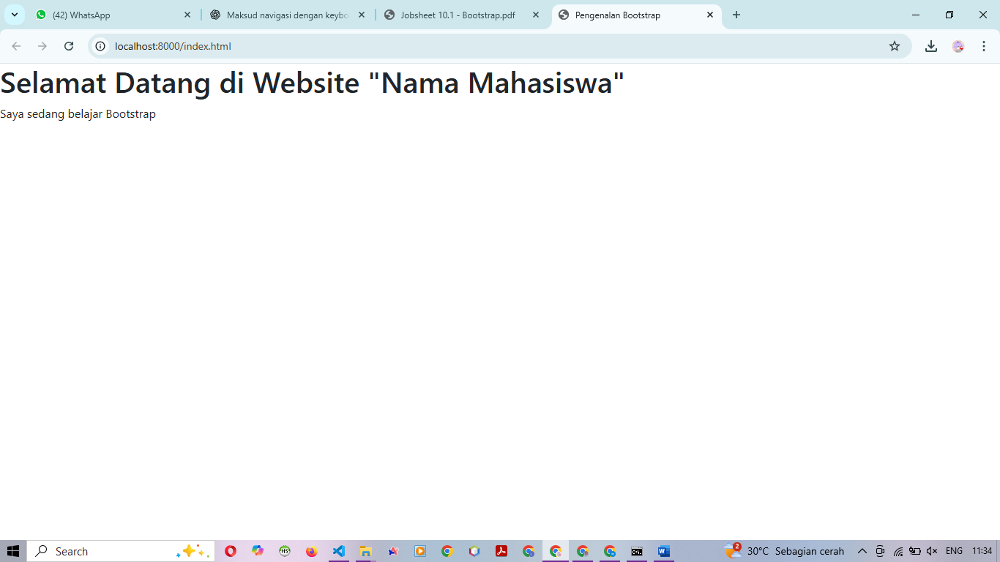 (42) WhatsApp
Maksud navigasi dengan keybo
Jobsheet 10.1 - Bootstrap.pdf
Pengenalan Bootstrap
localhost:8000/index.html
Selamat Datang di Website "Nama Mahasiswa"
Saya sedang belajar Bootstrap
Search
HS
C:\.
W
2
30°C Sebagian cerah
ENG
11:34